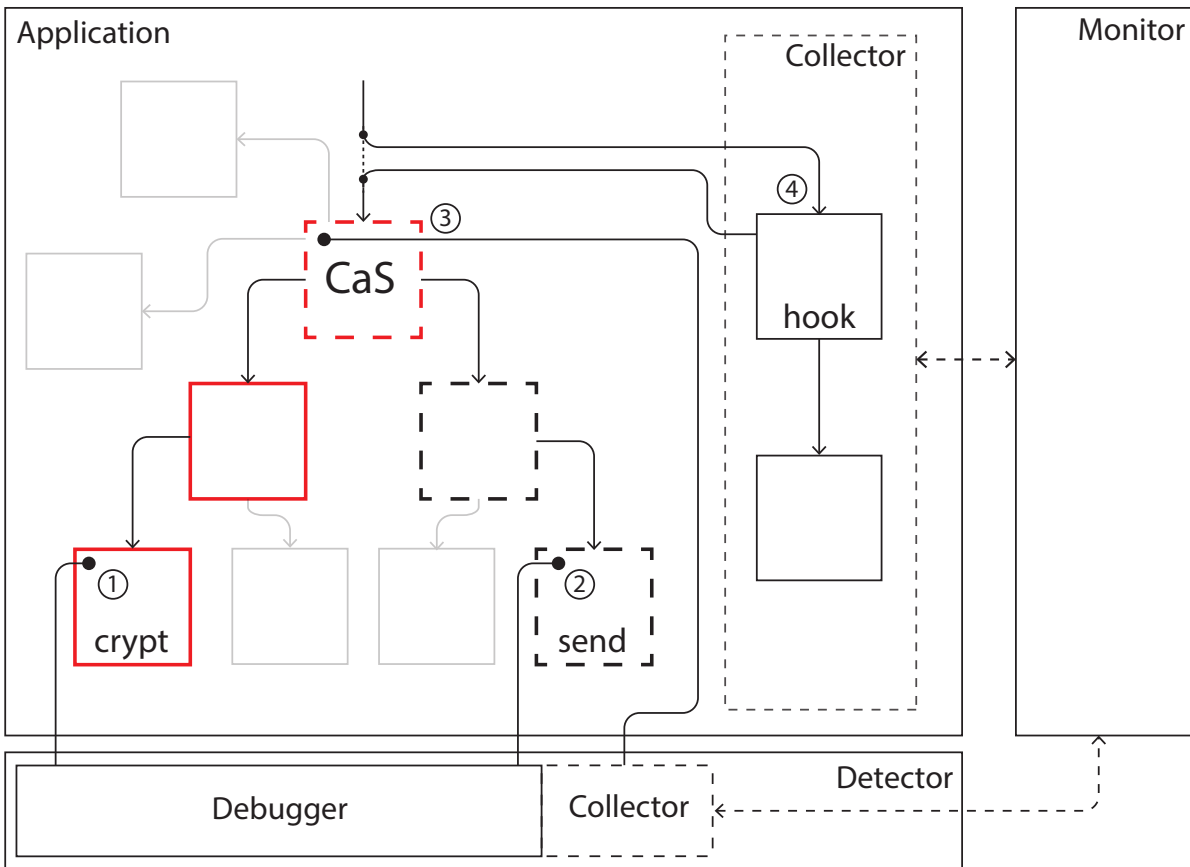 Application
Monitor
Collector
④
③
CaS
hook
①
②
crypt
send
Detector
Debugger
Collector